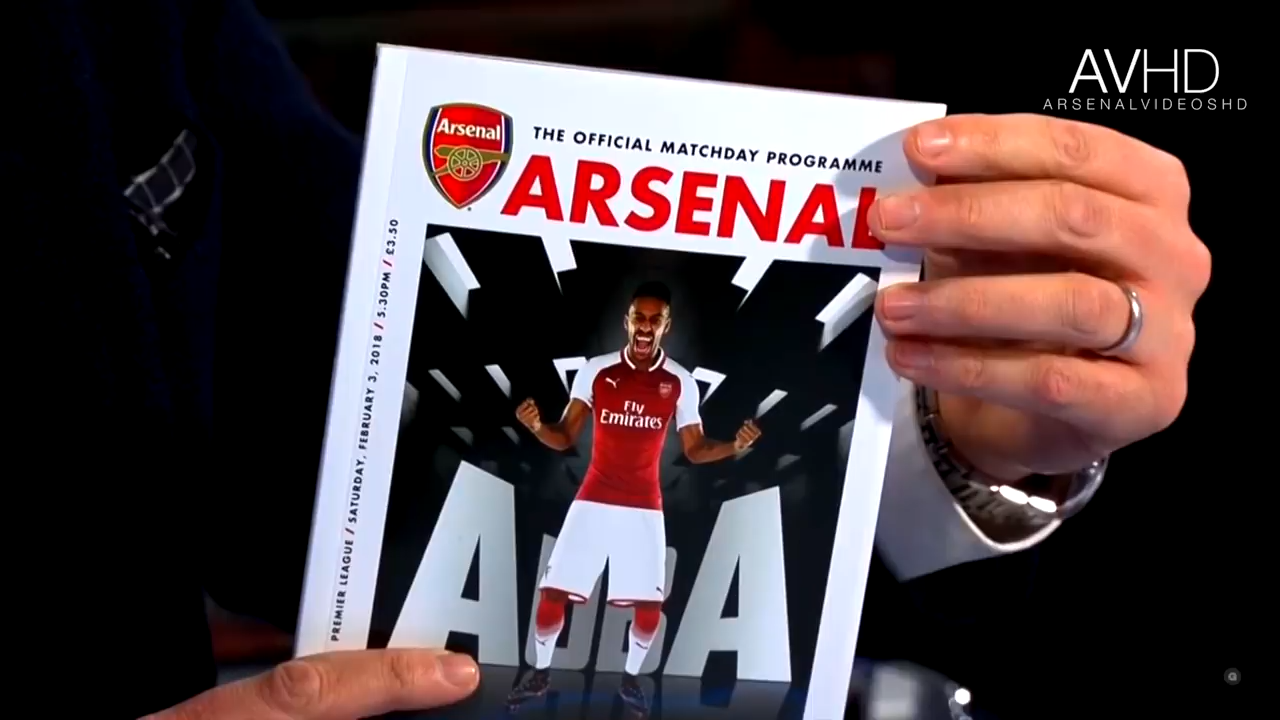 AVHD
ARSENALVIDEOSHD
Arsenal
THE OFFICIAL MATCHDAY PROGRAMME
ARSENAL
PREMIER LEAGUE / SATURDAY, FEBRUARY 3, 2018 / 5.30PM / £3.50
Fly
Emirates
AUBA